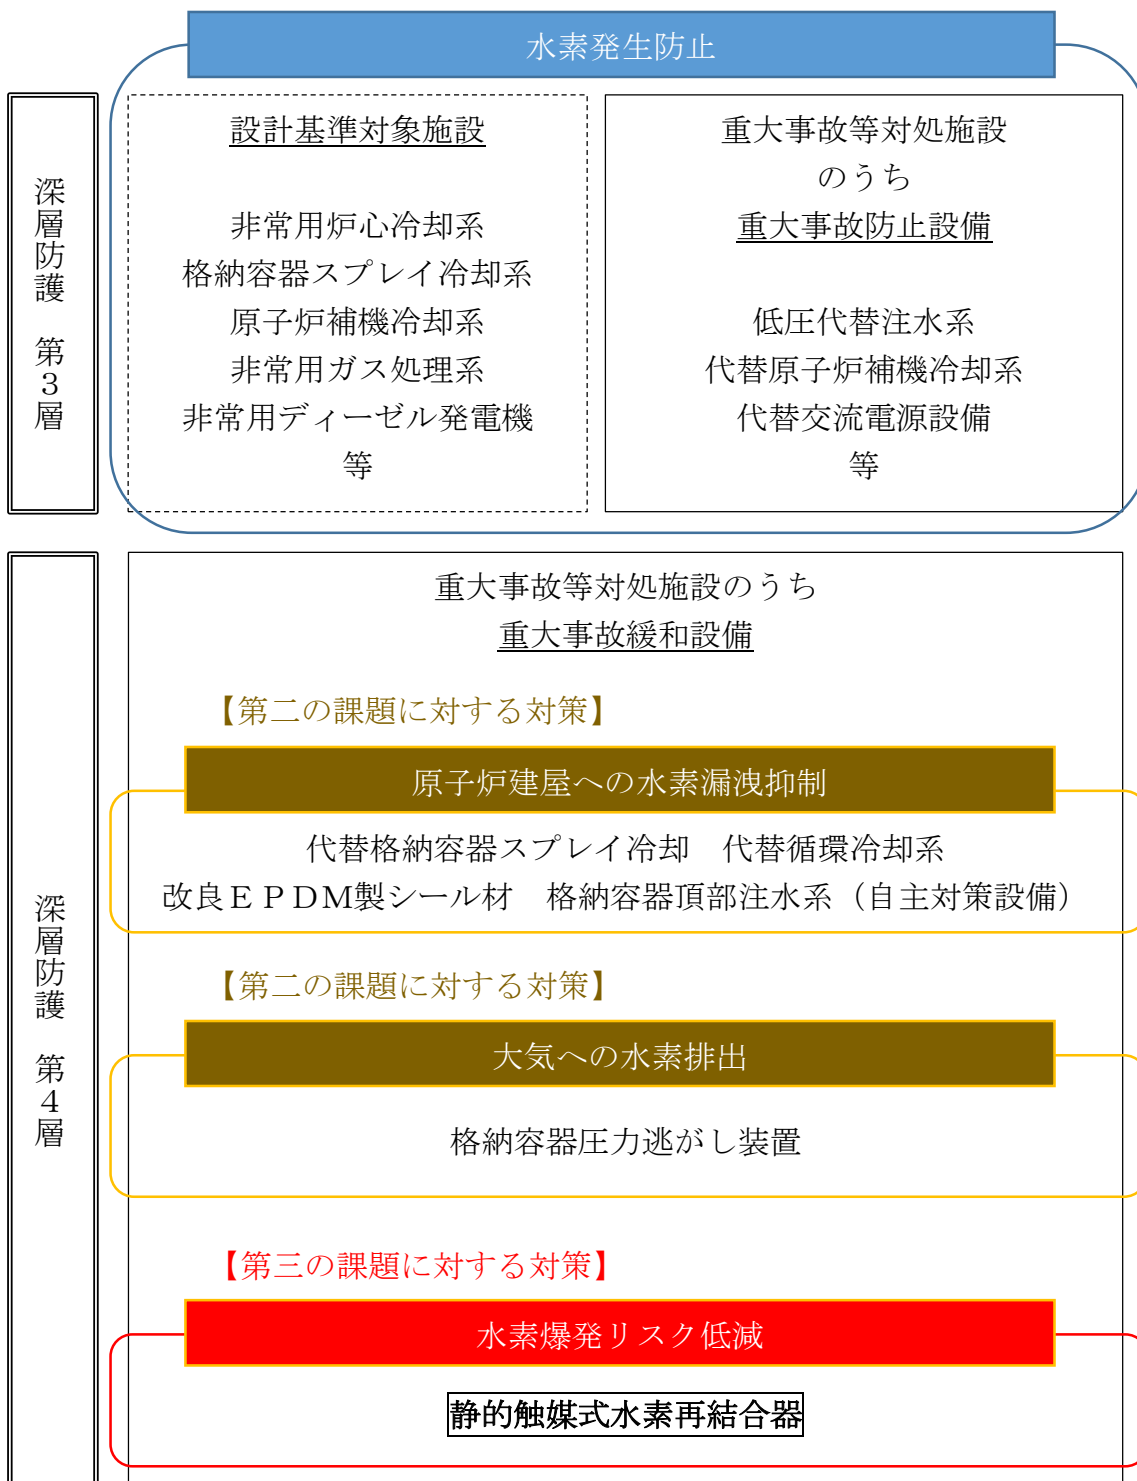 水素発生防止
深層防護　第３層
設計基準対象施設
非常用炉心冷却系
格納容器スプレイ冷却系
原子炉補機冷却系
非常用ガス処理系
非常用ディーゼル発電機
等
重大事故等対処施設
のうち
重大事故防止設備
低圧代替注水系
代替原子炉補機冷却系
代替交流電源設備
等
深層防護　第４層
重大事故等対処施設のうち
重大事故緩和設備
【第二の課題に対する対策】
原子炉建屋への水素漏洩抑制
代替格納容器スプレイ冷却　代替循環冷却系
改良ＥＰＤＭ製シール材　格納容器頂部注水系（自主対策設備）
【第二の課題に対する対策】
大気への水素排出
格納容器圧力逃がし装置
【第三の課題に対する対策】
水素爆発リスク低減
静的触媒式水素再結合器